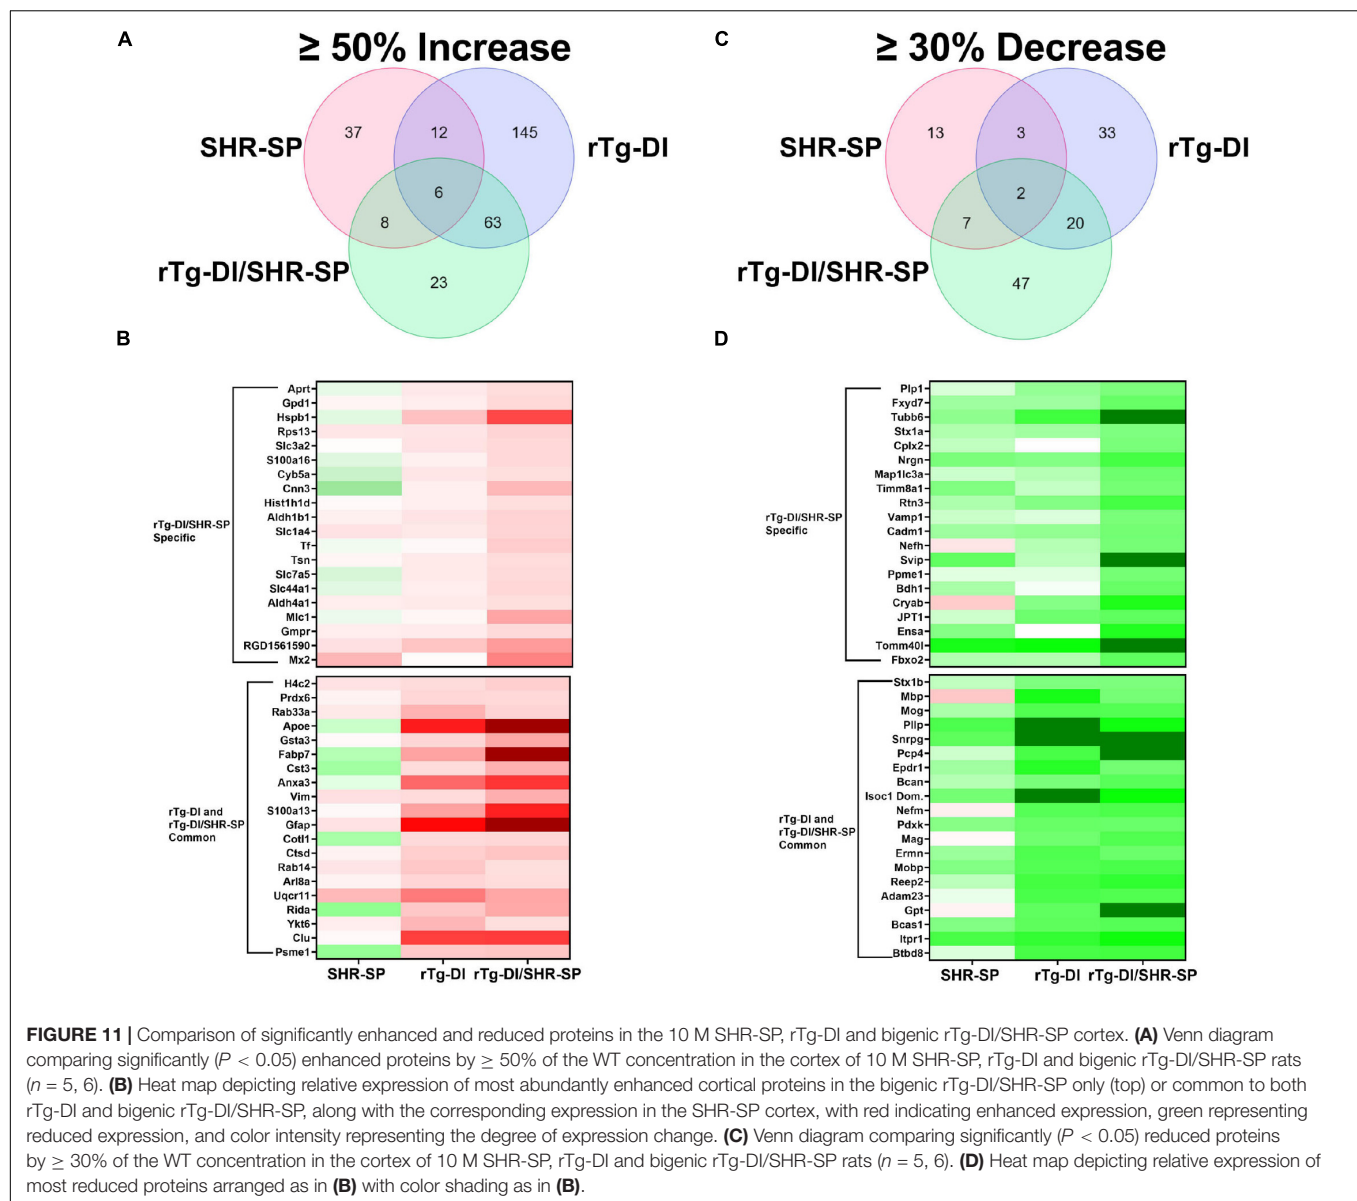 A
≥ 50% Increase
37
12
145
SHR-SP
rTg-DI
6
8
63
rTg-DI/SHR-SP
23
C
≥ 30% Decrease
13
3
33
SHR-SP
rTg-DI
2
7
20
rTg-DI/SHR-SP
47
B
rTg-DI/SHR-SP
Specific
Aprt
Gpd1
Hspb1
Rps13
Slc3a2
S100a16
Cyb5a
Cnn3
Hist1h1d
Aldh1b1
Slc1a4
Tf
Tsn
Slc7a5
Slc44a1
Aldh4a1
Mlc1
Gmpr
RGD1561590
Mx2
rTg-DI and
rTg-DI/SHR-SP
Common
H4c2
Prdx6
Rab33a
Apoe
Gsta3
Fabp7
Cst3
Anxa3
Vim
S100a13
Gfap
Cotl1
Ctsd
Rab14
Arl8a
Uqcr11
Rida
Ykt6
Clu
Psme1
SHR-SP rTg-DI rTg-DI/SHR-SP
D
rTg-DI/SHR-SP
Specific
Plp1
Fxyd7
Tubb6
Stx1a
Cplx2
Nrgn
Map1lc3a
Timm8a1
Rtn3
Vamp1
Cadm1
Nefh
Svip
Ppme1
Bdh1
Cryab
JPT1
Ensa
Tomm40l
Fbxo2
rTg-DI and
rTg-DI/SHR-SP
Common
Stx1b
Mbp
Mog
Pllp
Snrpg
Pcp4
Epdr1
Bcan
Isoc1 Dom.
Nefm
Pdxk
Mag
Ermn
Mobp
Reep2
Adam23
Gpt
Bcas1
Itpr1
Btbd8
SHR-SP rTg-DI rTg-DI/SHR-SP
FIGURE 11 | Comparison of significantly enhanced and reduced proteins in the 10 M SHR-SP, rTg-DI and bigenic rTg-DI/SHR-SP cortex. (A) Venn diagram
comparing significantly (P < 0.05) enhanced proteins by ≥ 50% of the WT concentration in the cortex of 10 M SHR-SP, rTg-DI and bigenic rTg-DI/SHR-SP rats
(n = 5, 6). (B) Heat map depicting relative expression of most abundantly enhanced cortical proteins in the bigenic rTg-DI/SHR-SP only (top) or common to both
rTg-DI and bigenic rTg-DI/SHR-SP, along with the corresponding expression in the SHR-SP cortex, with red indicating enhanced expression, green representing
reduced expression, and color intensity representing the degree of expression change. (C) Venn diagram comparing significantly (P < 0.05) reduced proteins
by ≥ 30% of the WT concentration in the cortex of 10 M SHR-SP, rTg-DI and bigenic rTg-DI/SHR-SP rats (n = 5, 6). (D) Heat map depicting relative expression of
most reduced proteins arranged as in (B) with color shading as in (B).